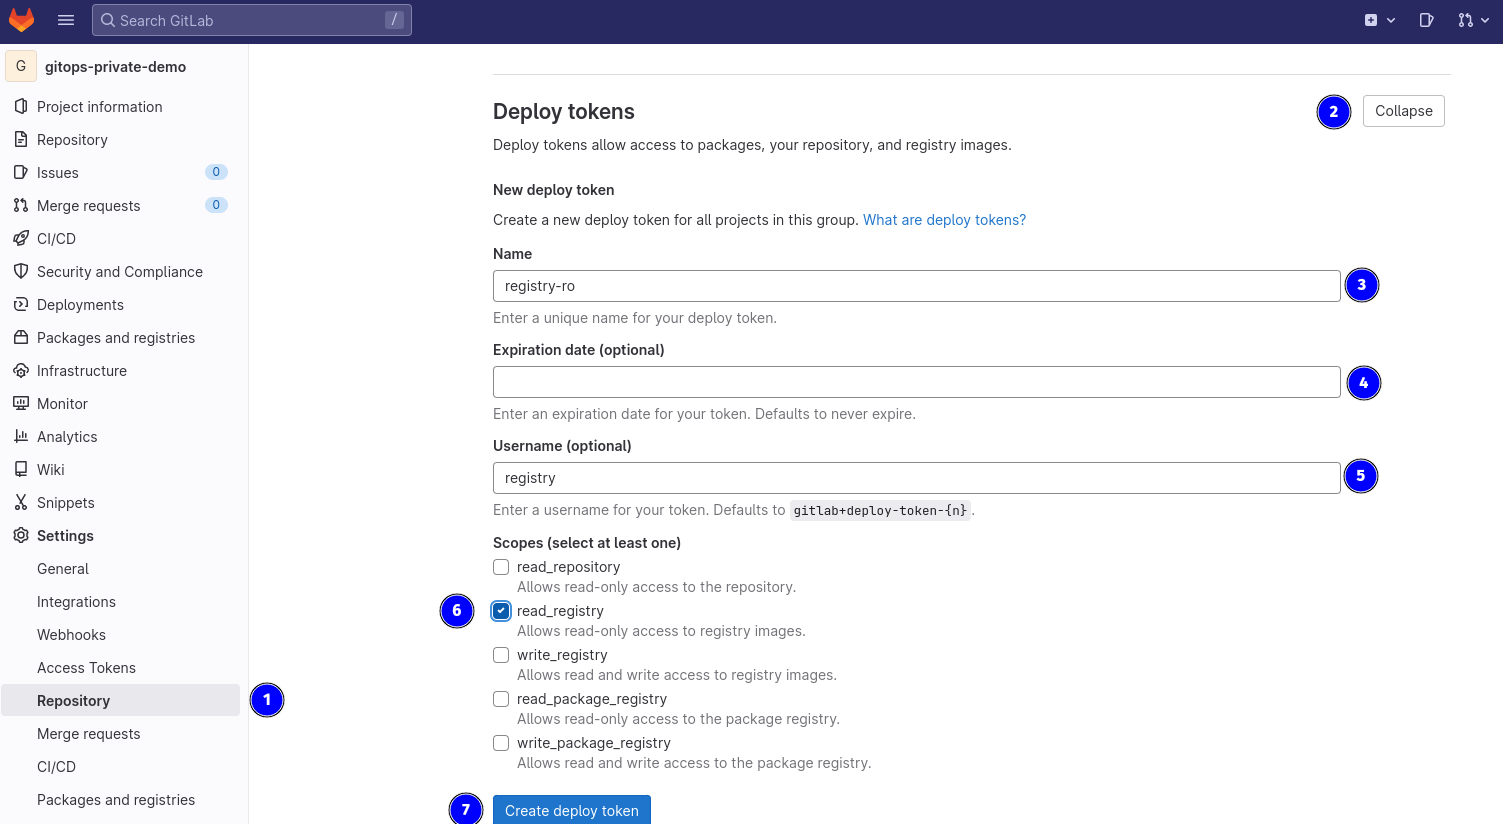 Search GitLab /
G gitops-private-demo
Project information
Repository
Issues 0
Merge requests 0
CI/CD
Security and Compliance
Deployments
Packages and registries
Infrastructure
Monitor
Analytics
Wiki
Snippets
Settings
General
Integrations
Webhooks
Access Tokens
Repository 1
Merge requests
CI/CD
Packages and registries
Deploy tokens 2 Collapse
Deploy tokens allow access to packages, your repository, and registry images.
New deploy token
Create a new deploy token for all projects in this group. What are deploy tokens?
Name
registry-ro 3
Enter a unique name for your deploy token.
Expiration date (optional)
4
Enter an expiration date for your token. Defaults to never expire.
Username (optional)
registry 5
Enter a username for your token. Defaults to gitlab+deploy-token-{n}.
Scopes (select at least one)
read_repository
Allows read-only access to the repository.
6 read_registry
Allows read-only access to registry images.
write_registry
Allows read and write access to registry images.
read_package_registry
Allows read-only access to the package registry.
write_package_registry
Allows read and write access to the package registry.
7 Create deploy token